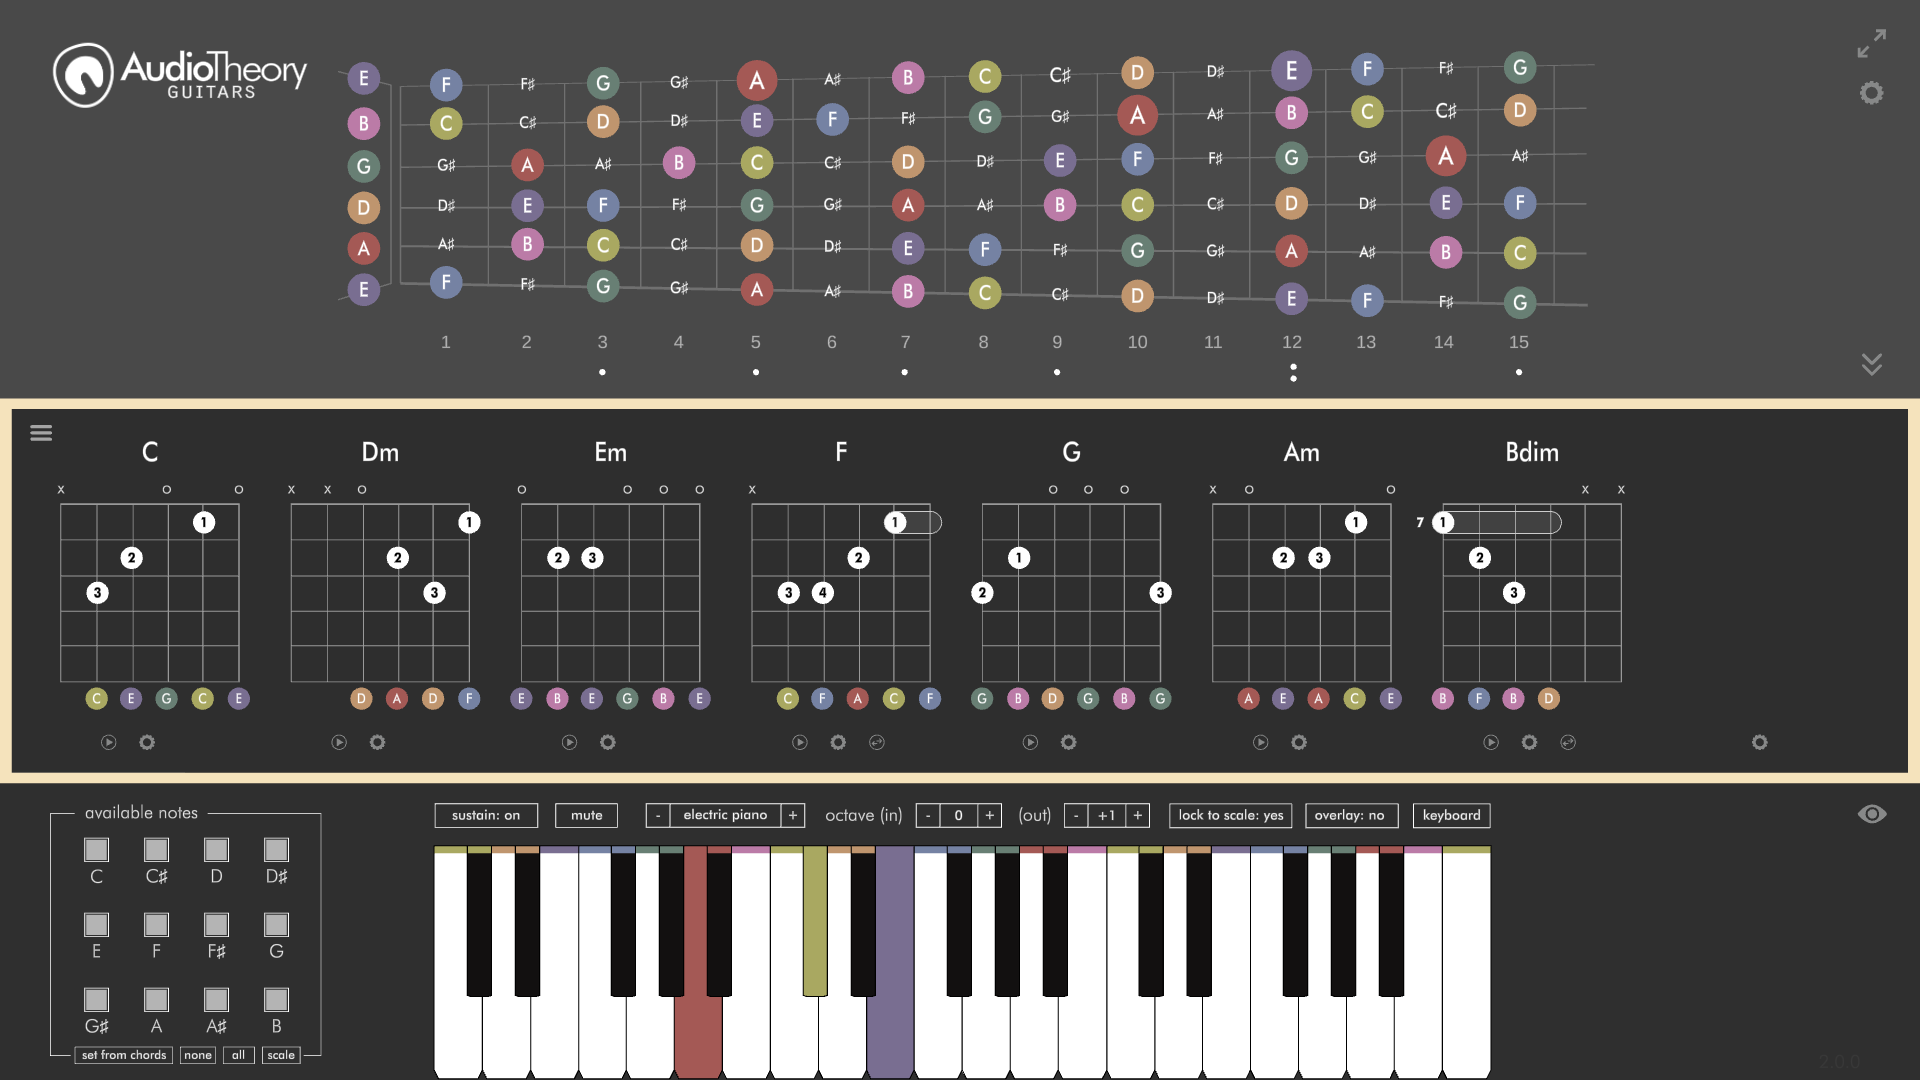 AudioTheory
GUITARS
E F F♯ G G♯ A A♯ B C C♯ D D♯ E F F♯ G
B C C♯ D D♯ E F F♯ G G♯ A A♯ B C C♯ D
G G♯ A A♯ B C C♯ D D♯ E F F♯ G G♯ A A♯
D D♯ E F F♯ G G♯ A A♯ B C C♯ D D♯ E F
A A♯ B C C♯ D D♯ E F F♯ G G♯ A A♯ B C
E F F♯ G G♯ A A♯ B C C♯ D D♯ E F F♯ G
1 2 3 4 5 6 7 8 9 10 11 12 13 14 15
C Dm Em F G Am Bdim
x o o x x o o o o o x o o o x o o x x
1 1 1 1 7 1
2 2 2 3 2 1 2 3 2
3 3 3 4 2 3 3
C E G C E D A D F E B E G B E C F A C F G B D G B G A E A C E B F B D
available notes
C C♯ D D♯
E F F♯ G
G♯ A A♯ B
set from chords none all scale
sustain: on mute - electric piano + octave (in) - 0 + (out) - +1 + lock to scale: yes overlay: no keyboard
2.0.0